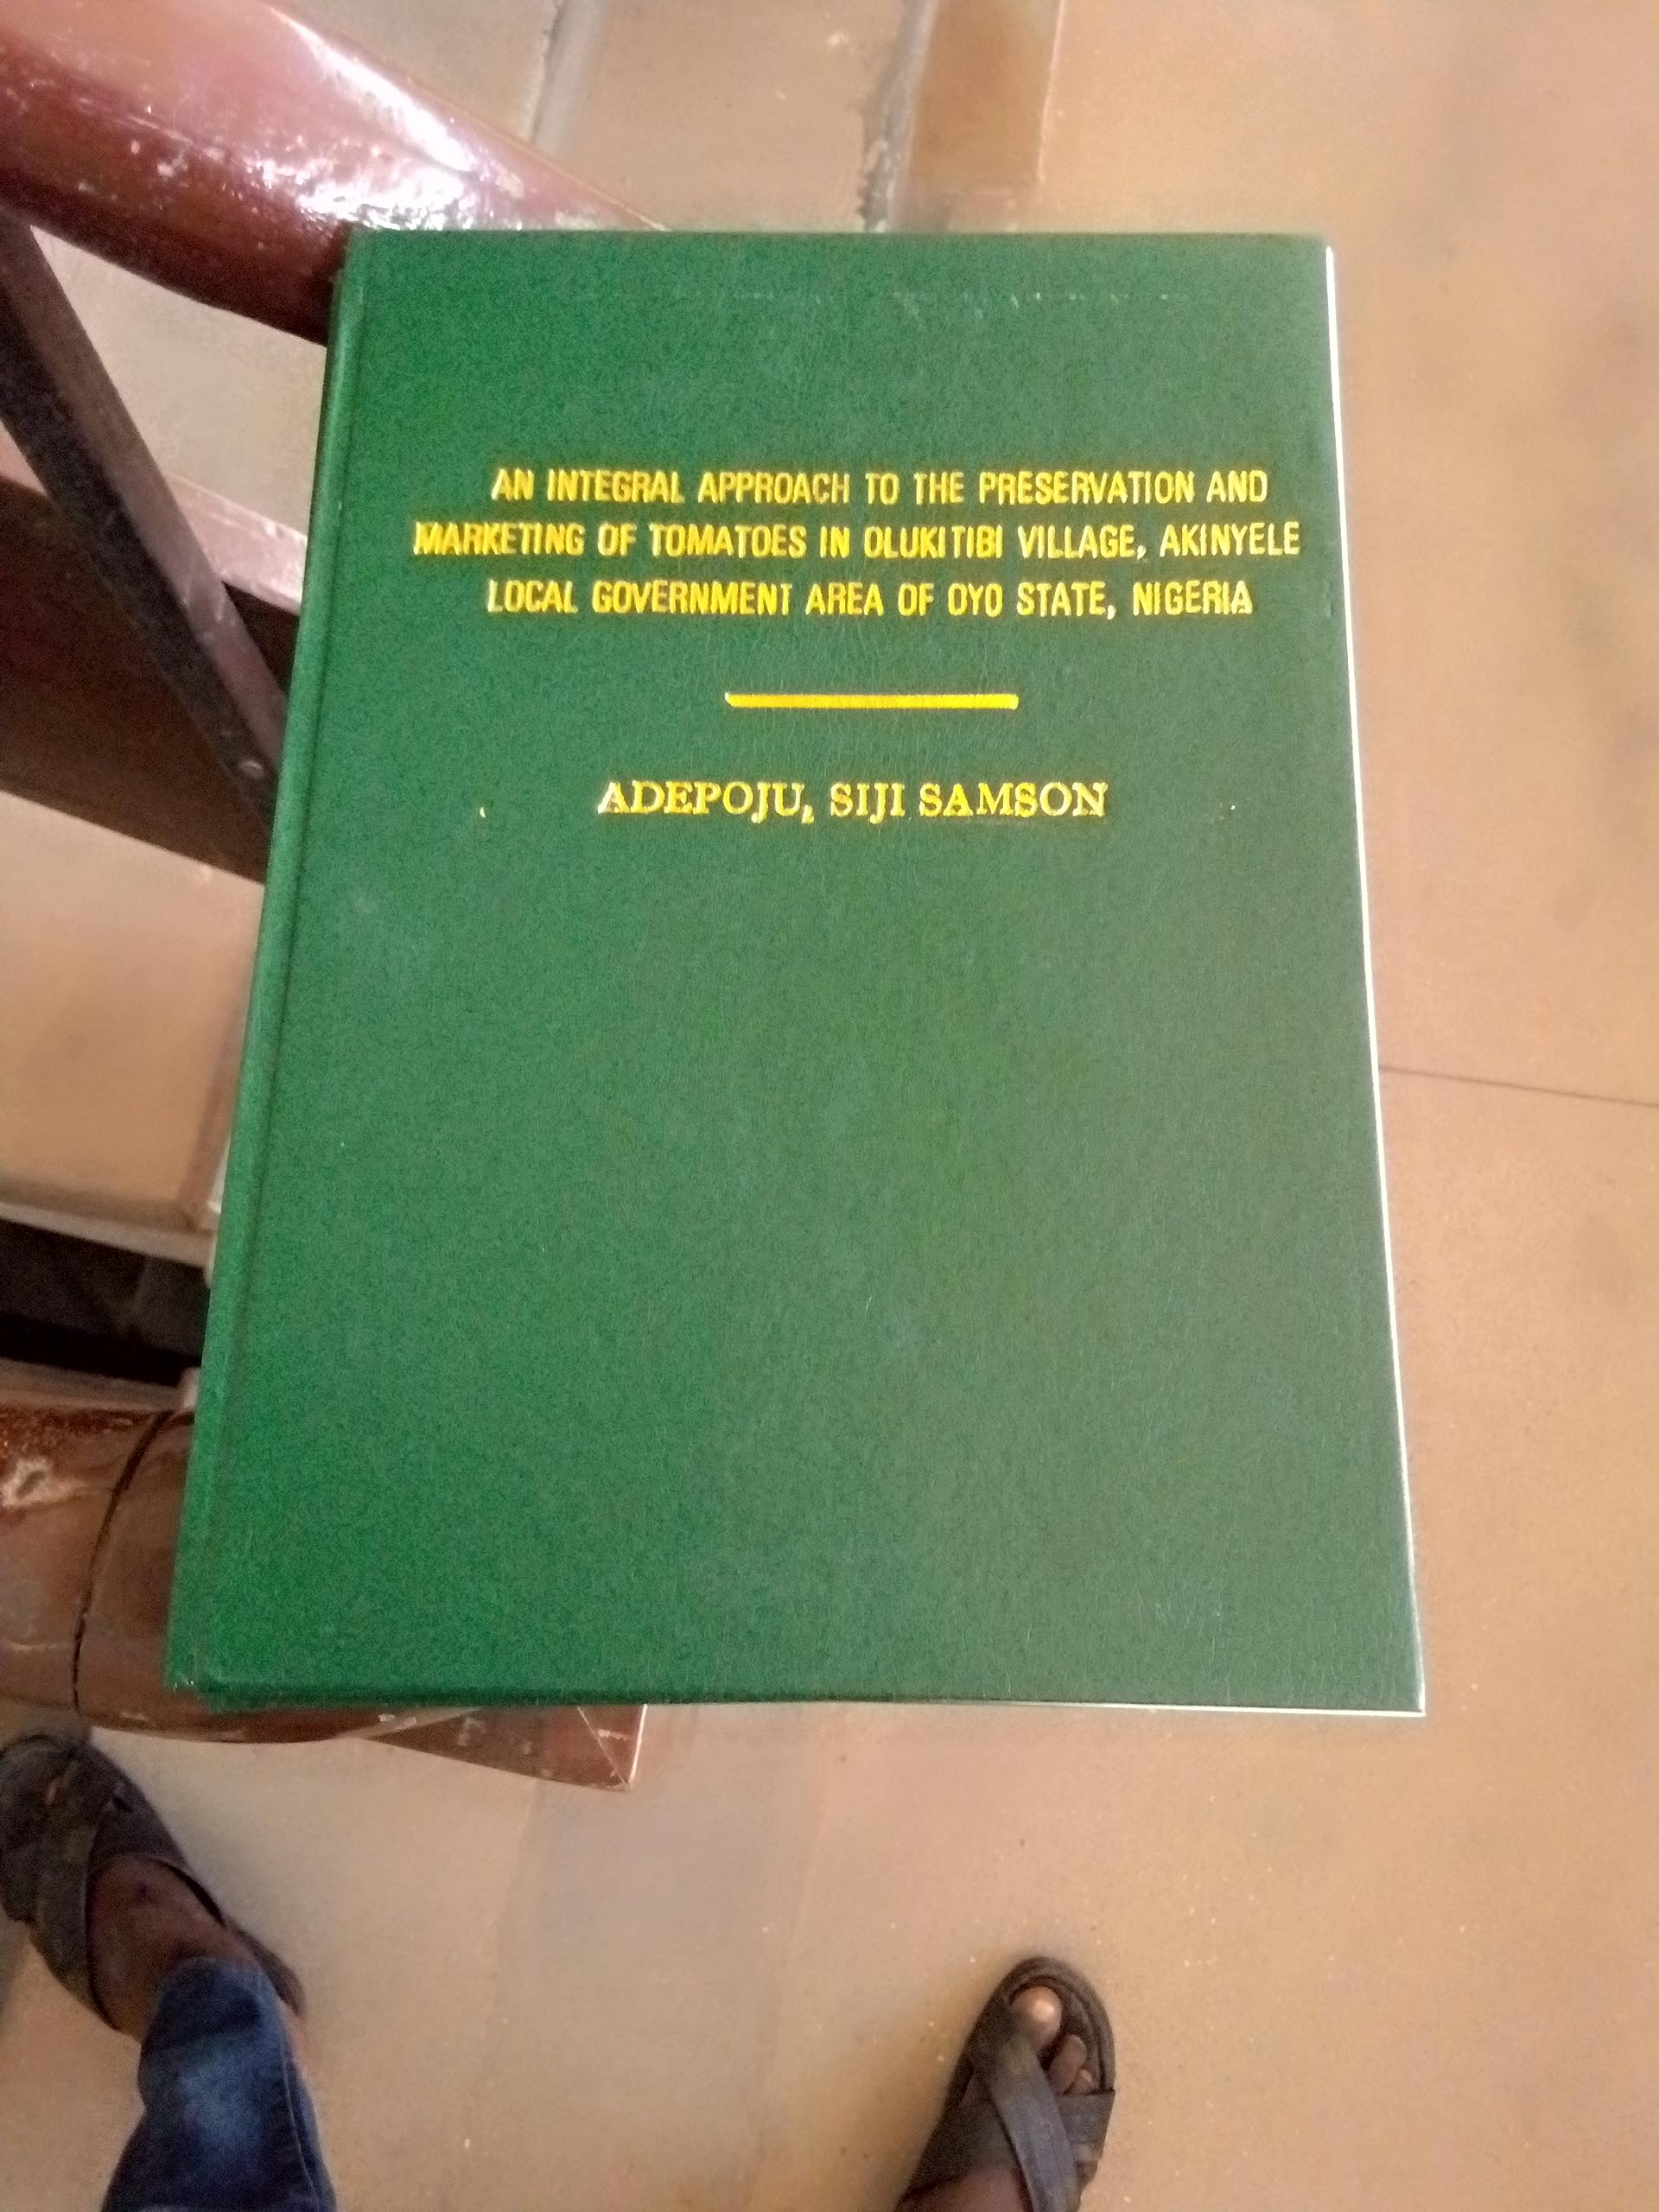 AN INTEGRAL APPROACH TO THE PRESERVATION AND
MARKETING OF TOMATOES IN OLUKITIBI VILLAGE, AKINYELE
LOCAL GOVERNMENT AREA OF OYO STATE, NIGERIA
ADEPOJU, SIJI SAMSON